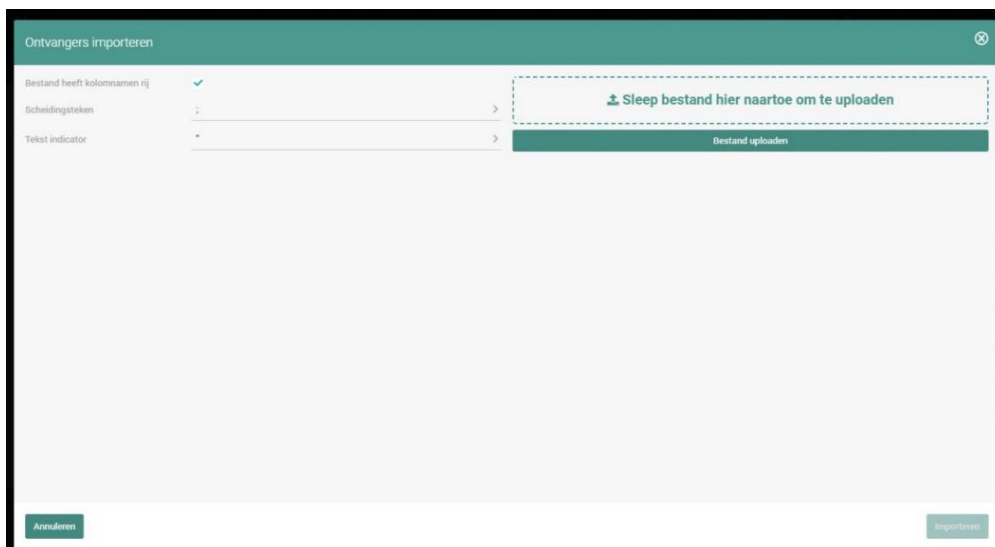 Ontvangers importeren
Bestand heeft kolomnamen rij
Scheidingsteken ;
Tekst indicator "
Sleep bestand hier naartoe om te uploaden
Bestand uploaden
Annuleren
Importeren